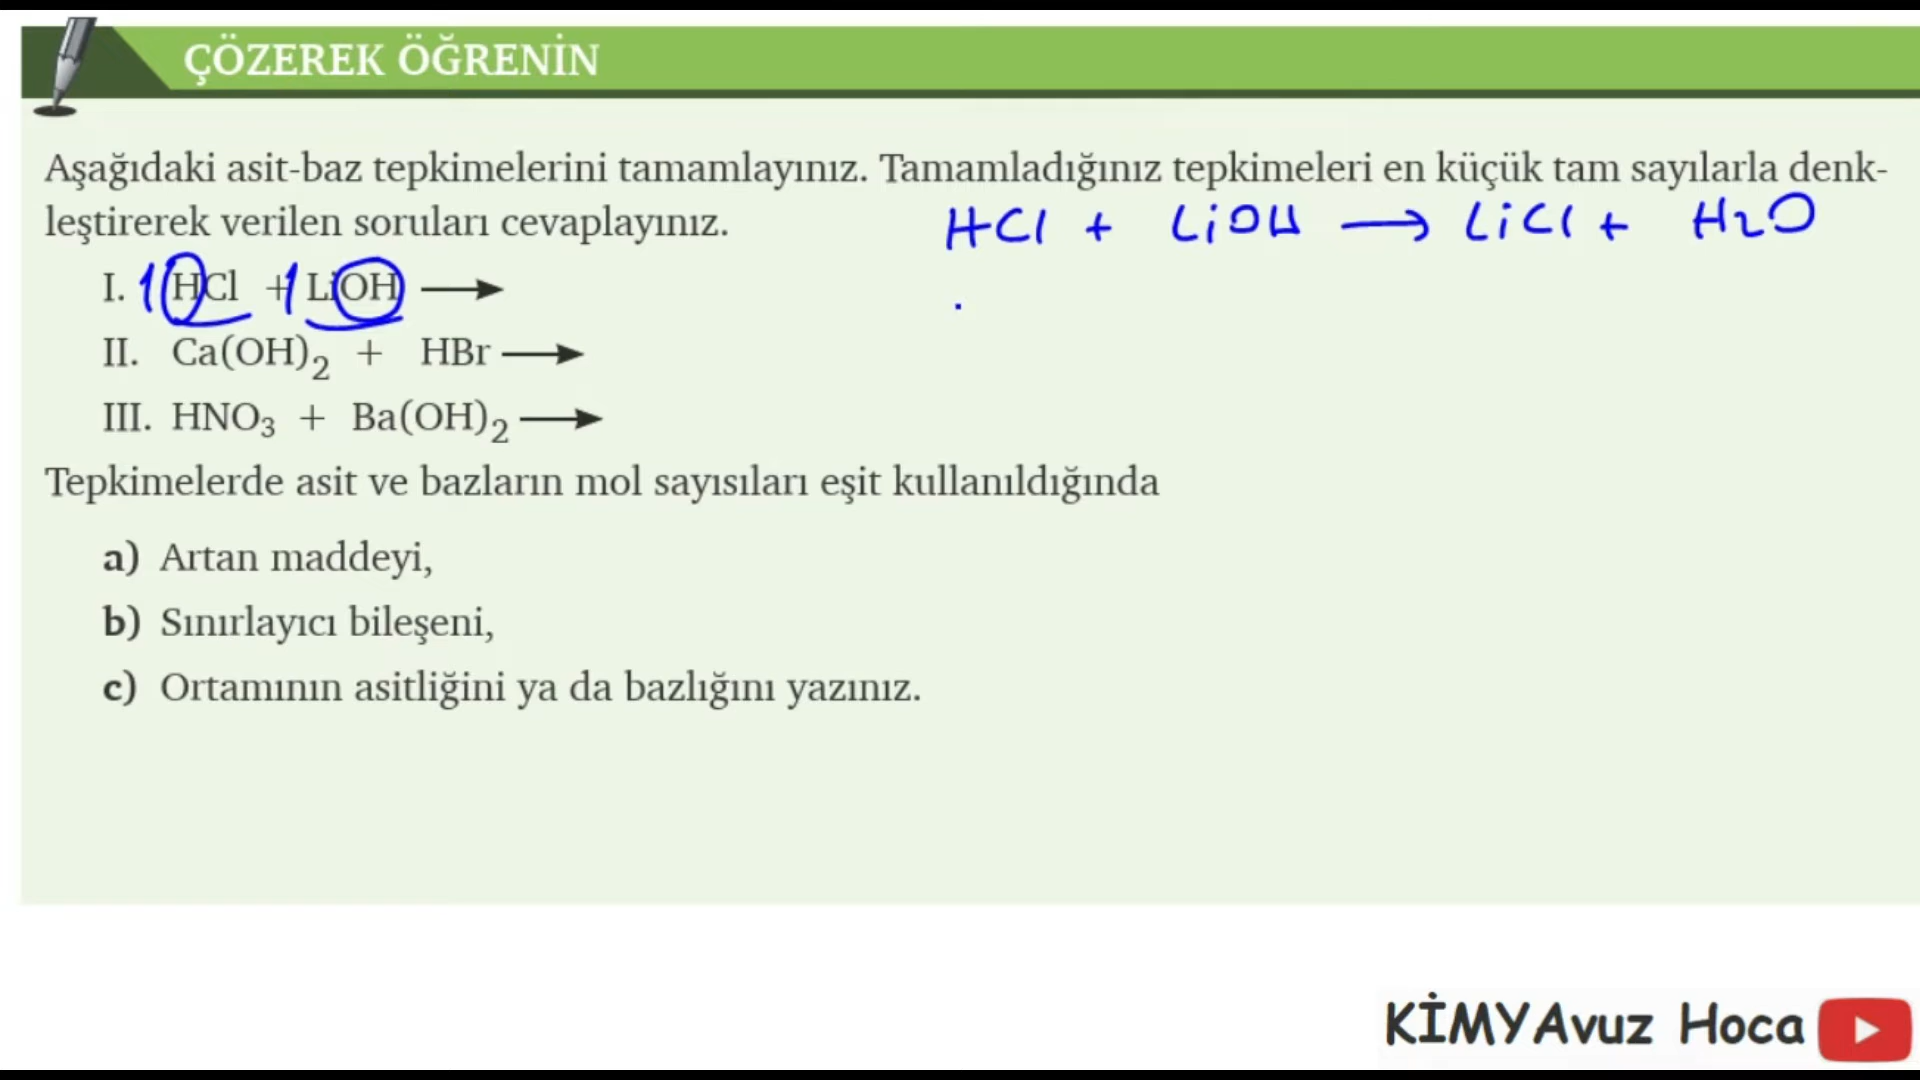 ÇÖZEREK ÖĞRENİN
Aşağıdaki asit-baz tepkimelerini tamamlayınız. Tamamladığınız tepkimeleri en küçük tam sayılarla denk-
leştirerek verilen soruları cevaplayınız.
HCl + LiOH → LiCl + H2O
I. 1 HCl + 1 LiOH →
II. Ca(OH)₂ + HBr →
III. HNO₃ + Ba(OH)₂ →
Tepkimelerde asit ve bazların mol sayısıları eşit kullanıldığında
a) Artan maddeyi,
b) Sınırlayıcı bileşeni,
c) Ortamının asitliğini ya da bazlığını yazınız.
KİMYAvuz Hoca